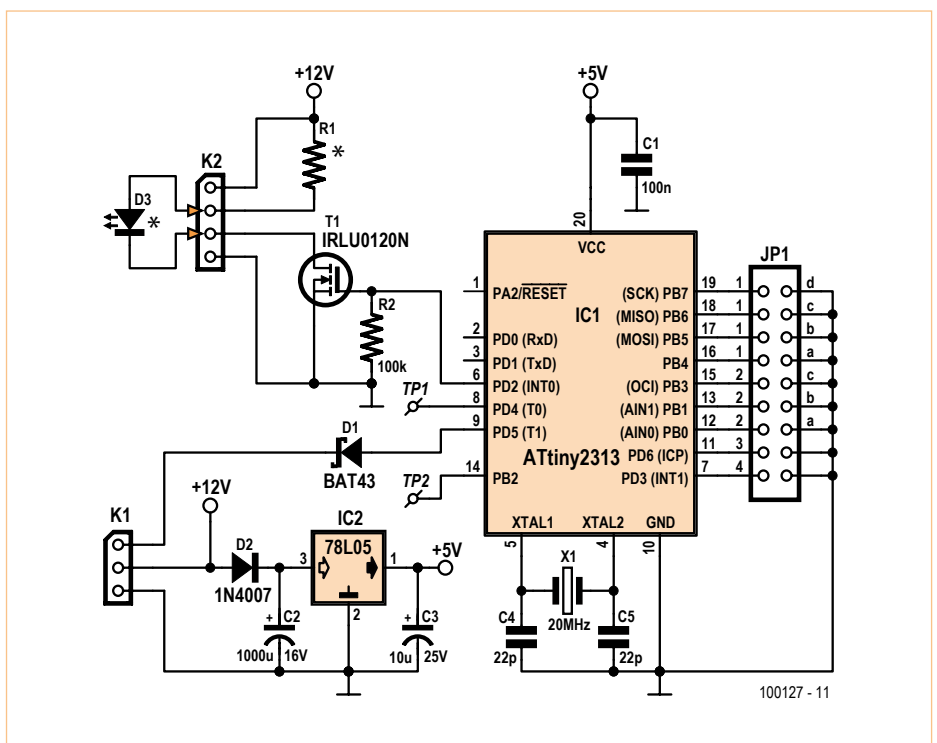 +12V
+5V
R1
*
C1
100n
K2
D3
*
T1
IRLU0120N
20
VCC
JP1
1
PA2/RESET
IC1
(SCK) PB7
19
1
d
(MISO) PB6
18
1
c
R2
100k
2
PD0 (RxD)
(MOSI) PB5
17
1
b
3
PD1 (TxD)
PB4
16
1
a
6
PD2 (INT0)
(OCI) PB3
15
2
c
TP1
8
PD4 (T0)
(AIN1) PB1
13
2
b
9
PD5 (T1)
(AIN0) PB0
12
2
a
D1
BAT43
ATtiny2313
PD6 (ICP)
11
3
TP2
14
PB2
PD3 (INT1)
7
4
XTAL1
XTAL2
GND
5
4
10
K1
+12V
D2
1N4007
IC2
78L05
3
1
2
+5V
+
C2
1000u
16V
+
C3
10u
25V
X1
20MHz
C4
22p
C5
22p
100127 - 11